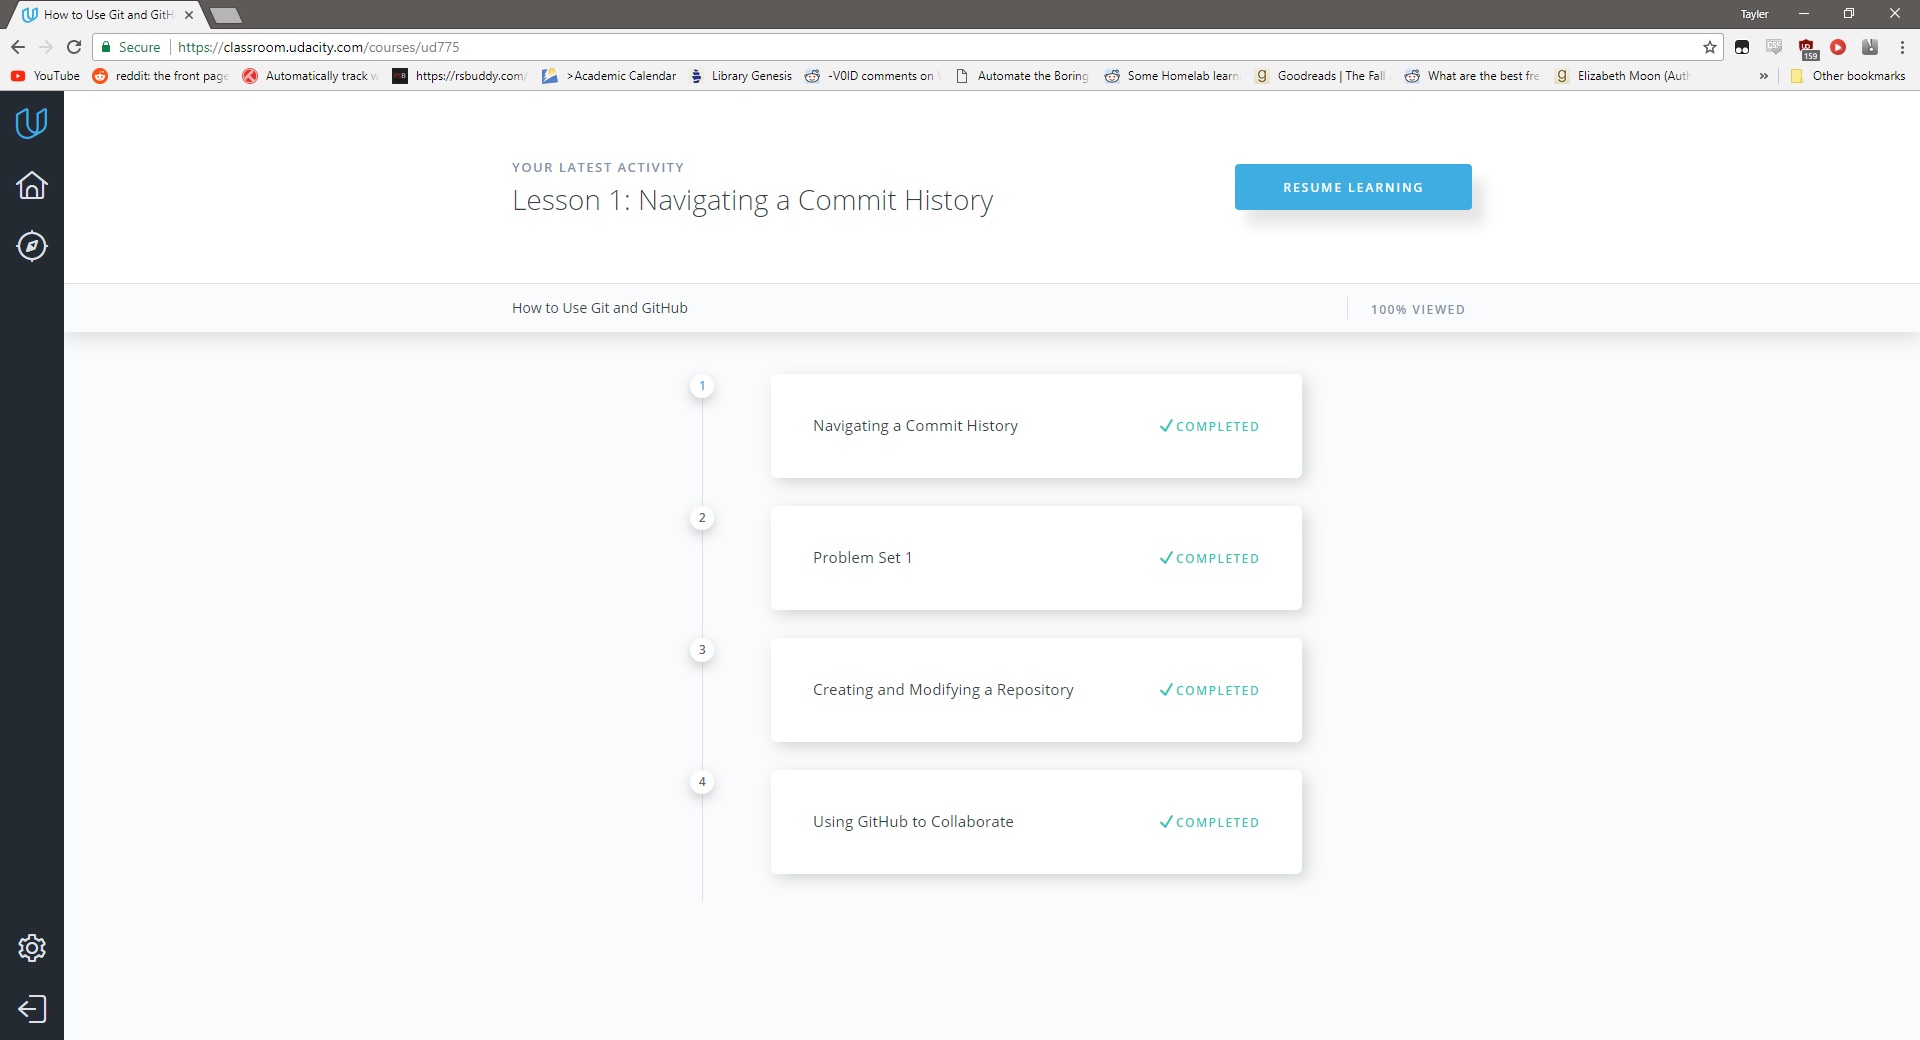 How to Use Git and GitH
Tayler
Secure
https://classroom.udacity.com/courses/ud775
159
YouTube
reddit: the front page
Automatically track w
RSB
https://rsbuddy.com/
>Academic Calendar
Library Genesis
-V0ID comments on
Automate the Boring
Some Homelab learn
Goodreads | The Fall
What are the best fre
Elizabeth Moon (Auth
»
Other bookmarks
YOUR LATEST ACTIVITY
Lesson 1: Navigating a Commit History
RESUME LEARNING
How to Use Git and GitHub
100% VIEWED
1
Navigating a Commit History
COMPLETED
2
Problem Set 1
COMPLETED
3
Creating and Modifying a Repository
COMPLETED
4
Using GitHub to Collaborate
COMPLETED